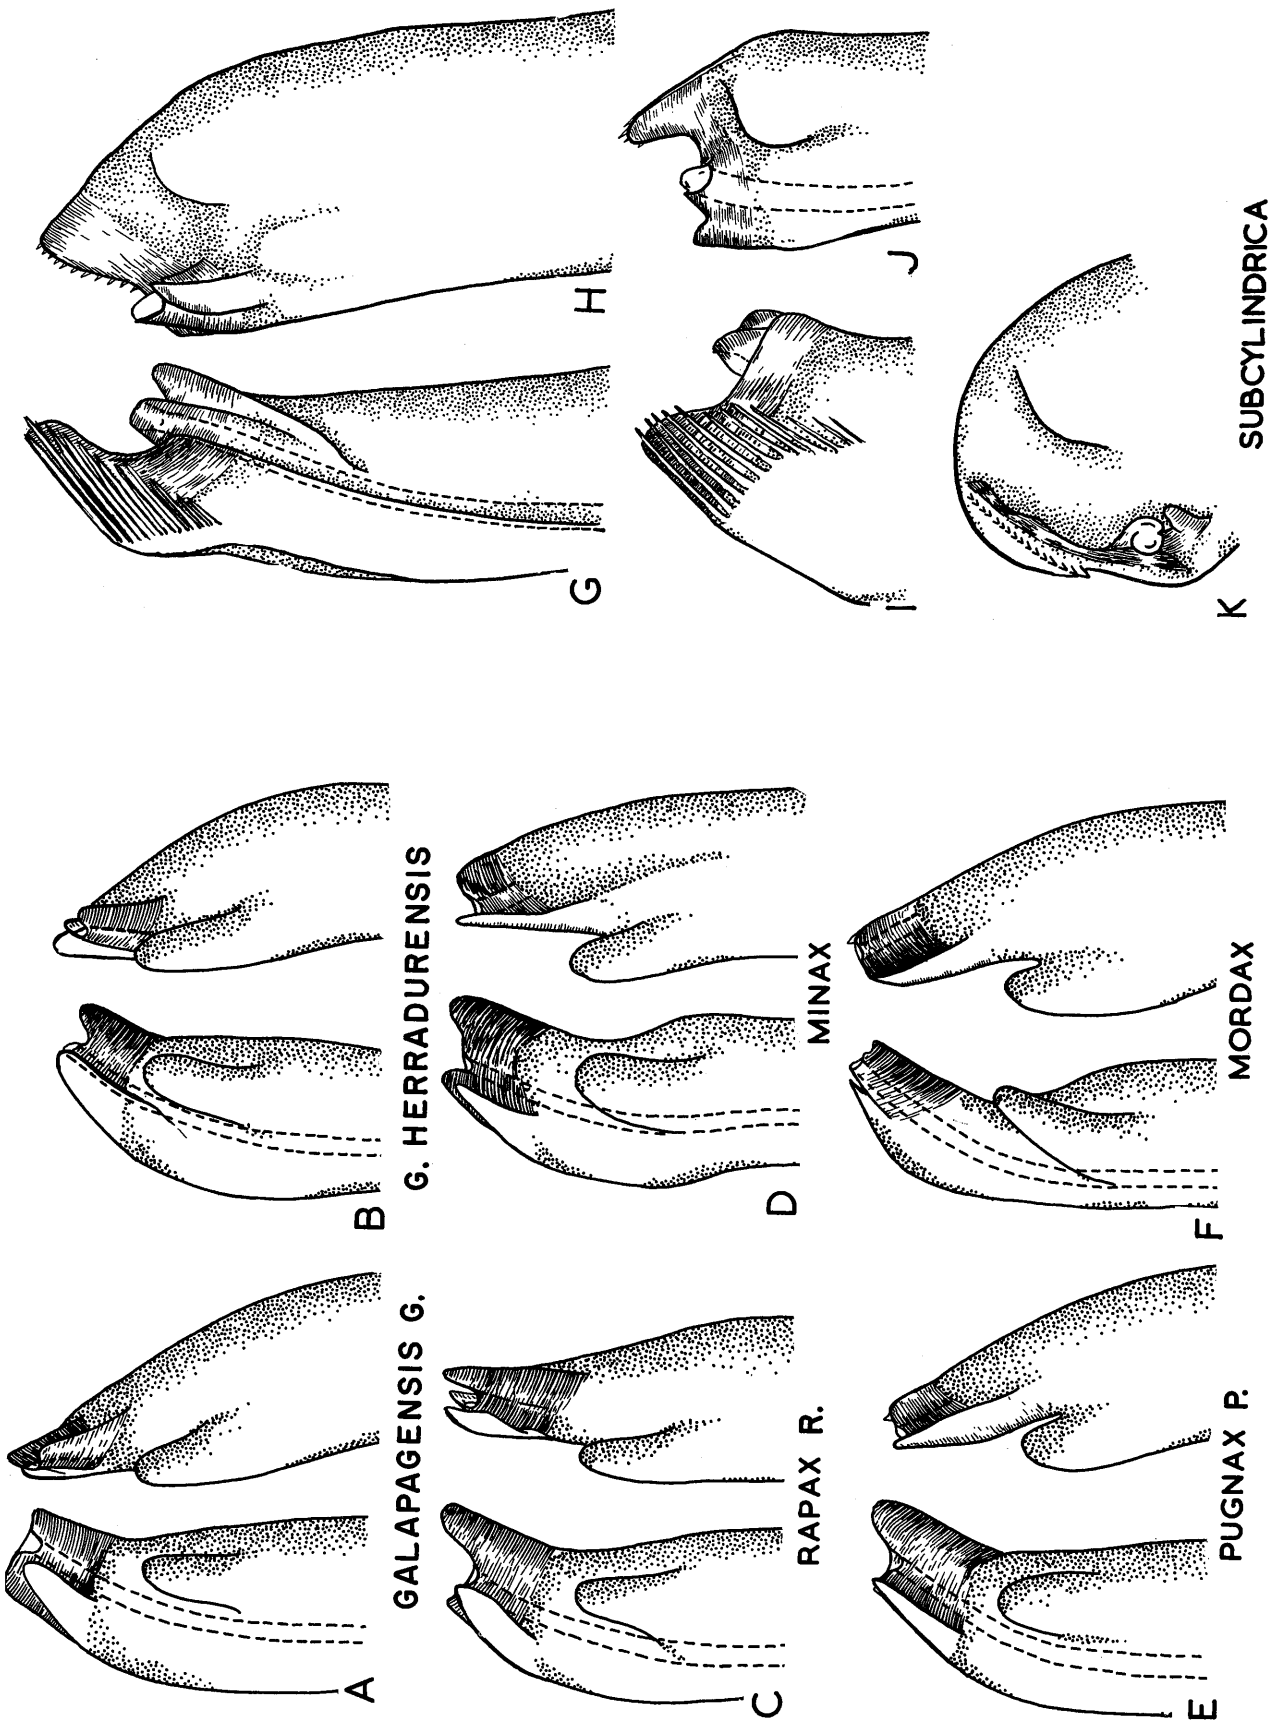 A
B
GALAPAGENSIS G.
G. HERRADURENSIS
C
D
RAPAX R.
MINAX
E
F
PUGNAX P.
MORDAX
G
H
I
J
K
SUBCYLINDRICA